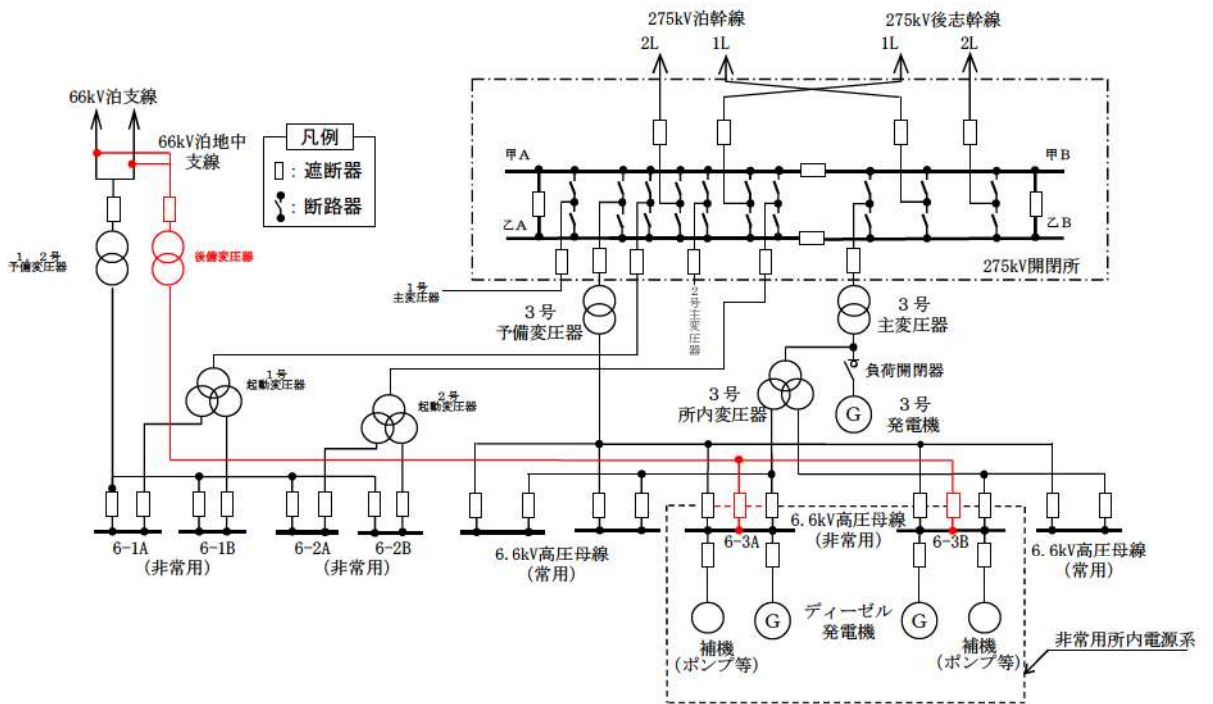 275kV泊幹線
275kV後志幹線
2L
1L
1L
2L
66kV泊支線
66kV泊地中
支線
凡例
：遮断器
：断路器
甲A
甲B
乙A
乙B
275kV開閉所
1，2号
予備変圧器
後備変圧器
1号
主変圧器
3号
予備変圧器
2号主変圧器
3号
主変圧器
1号
起動変圧器
2号
起動変圧器
3号
所内変圧器
負荷開閉器
G
3号
発電機
6-1A
6-1B
(非常用)
6-2A
6-2B
(非常用)
6.6kV高圧母線
(常用)
6-3A
6.6kV高圧母線
(非常用)
6-3B
6.6kV高圧母線
(常用)
補機
(ポンプ等)
G
ディーゼル
発電機
G
補機
(ポンプ等)
非常用所内電源系